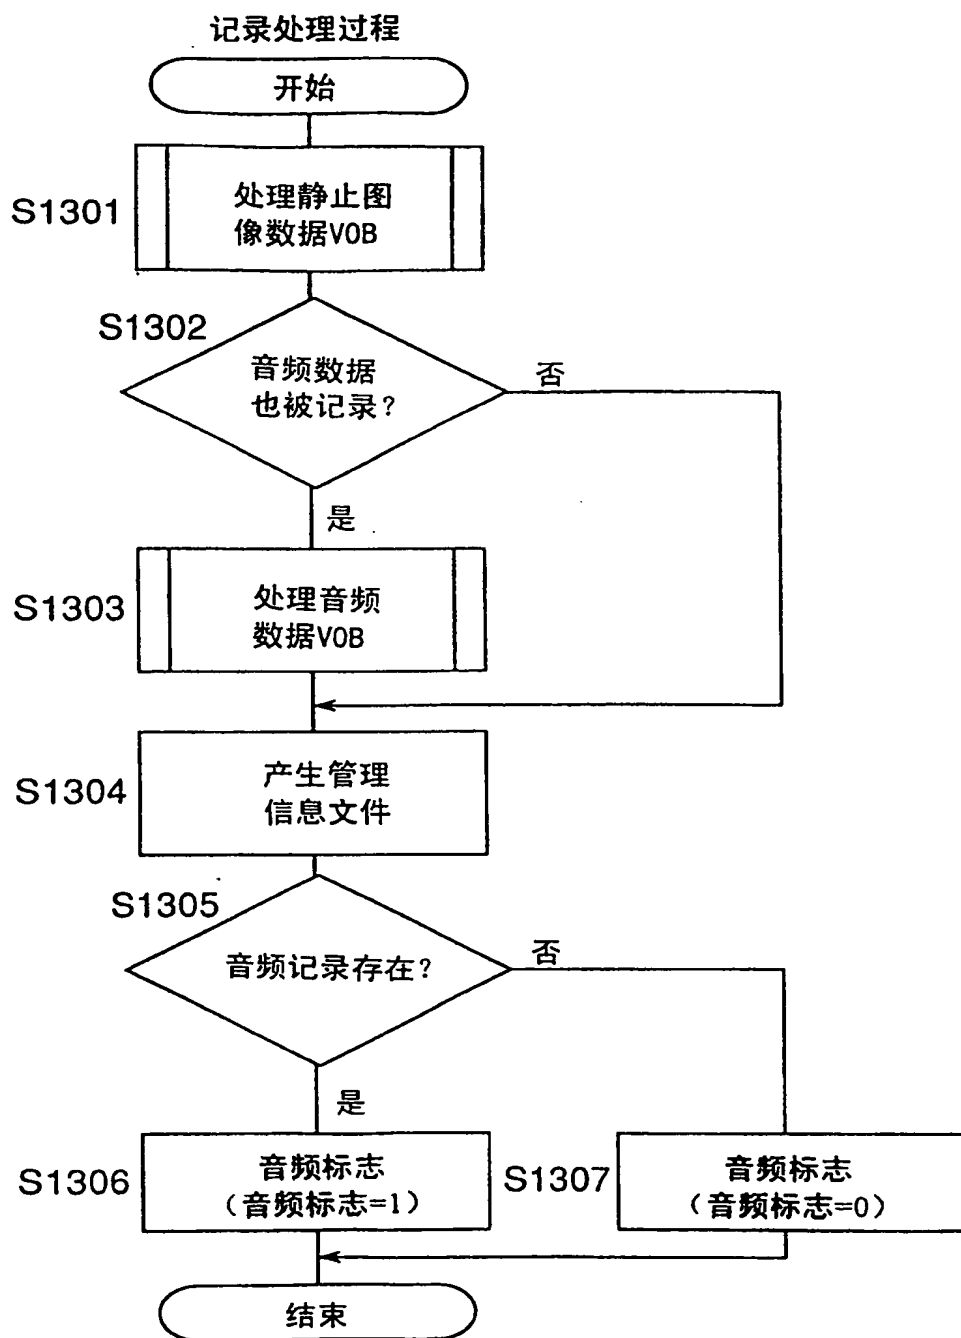 记录处理过程
开始
S1301
处理静止图
像数据VOB
S1302
音频数据
也被记录?
否
是
S1303
处理音频
数据VOB
S1304
产生管理
信息文件
S1305
音频记录存在?
否
是
S1306
音频标志
(音频标志=1)
S1307
音频标志
(音频标志=0)
结束